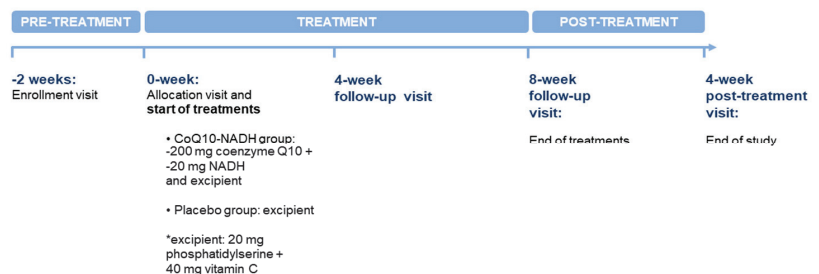 PRE-TREATMENT
TREATMENT
POST-TREATMENT
-2 weeks:
Enrollment visit
0-week:
Allocation visit and
start of treatments
• CoQ10-NADH group:
-200 mg coenzyme Q10 +
-20 mg NADH
and excipient
• Placebo group: excipient
*excipient: 20 mg
phosphatidylserine +
40 mg vitamin C
4-week
follow-up visit
8-week
follow-up
visit:
End of treatments
4-week
post-treatment
visit:
End of study